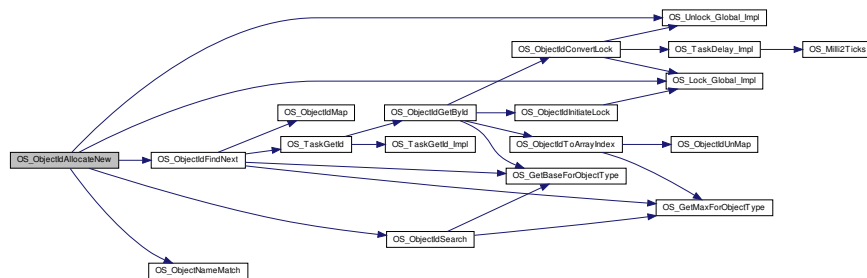 OS_Unlock_Global_Impl
OS_ObjectIdConvertLock
OS_TaskDelay_Impl
OS_Milli2Ticks
OS_Lock_Global_Impl
OS_ObjectIdMap
OS_ObjectIdGetById
OS_ObjectIdInitiateLock
OS_TaskGetId
OS_TaskGetId_Impl
OS_ObjectIdToArrayIndex
OS_ObjectIdUnMap
OS_ObjectIdAllocateNew
OS_ObjectIdFindNext
OS_GetBaseForObjectType
OS_GetMaxForObjectType
OS_ObjectIdSearch
OS_ObjectNameMatch